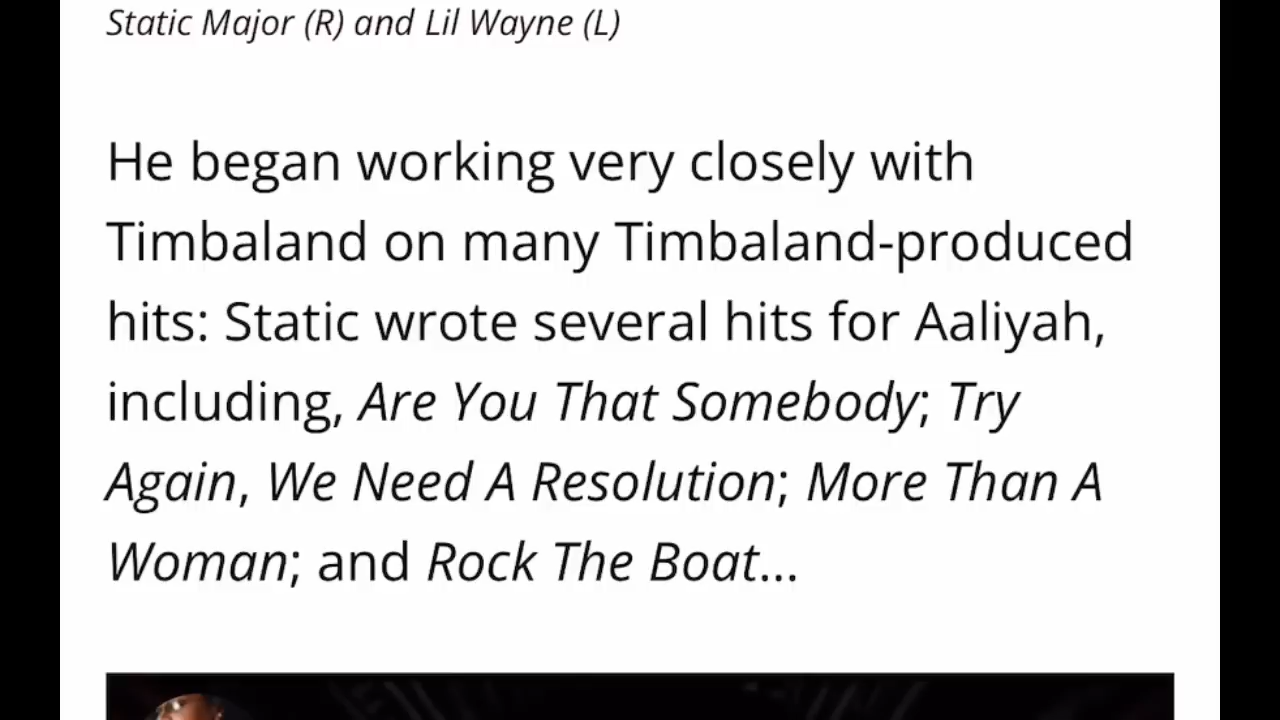 Static Major (R) and Lil Wayne (L)
He began working very closely with
Timbaland on many Timbaland-produced
hits: Static wrote several hits for Aaliyah,
including, Are You That Somebody; Try
Again, We Need A Resolution; More Than A
Woman; and Rock The Boat...